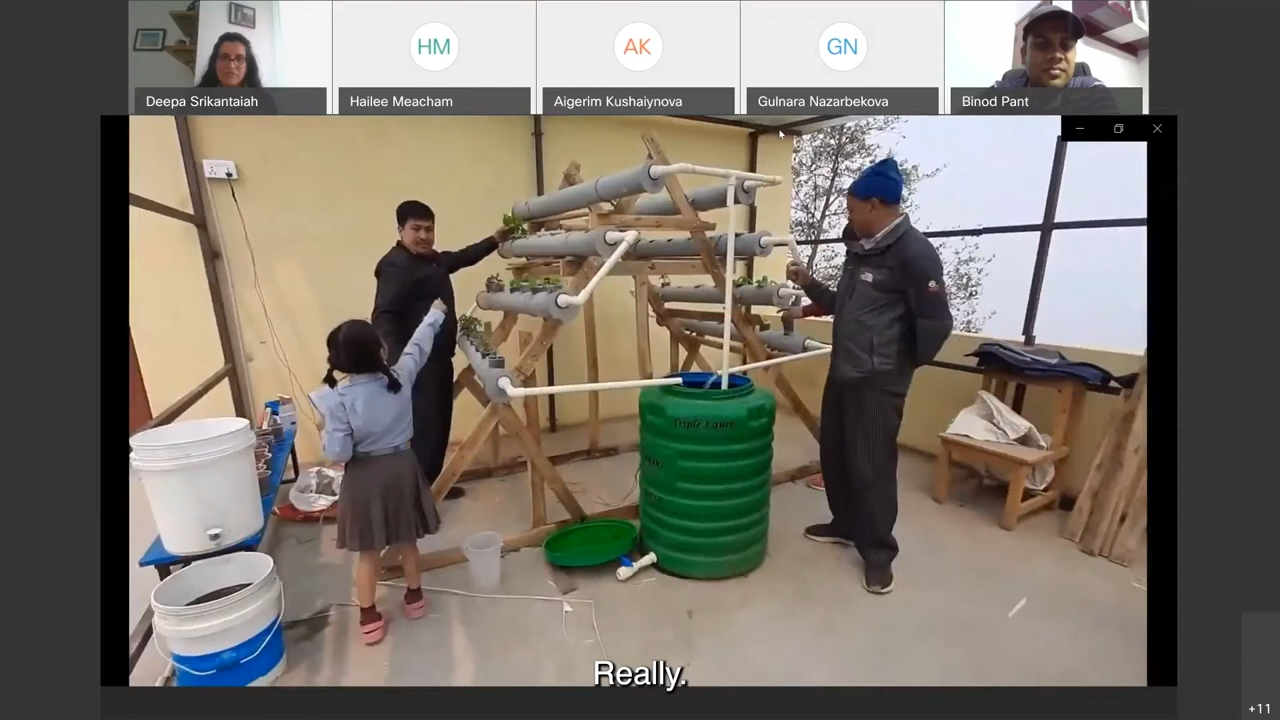 HM
AK
GN
Deepa Srikantaiah
Hailee Meacham
Aigerim Kushaiynova
Gulnara Nazarbekova
Binod Pant
Triple Layer
Really.
+11